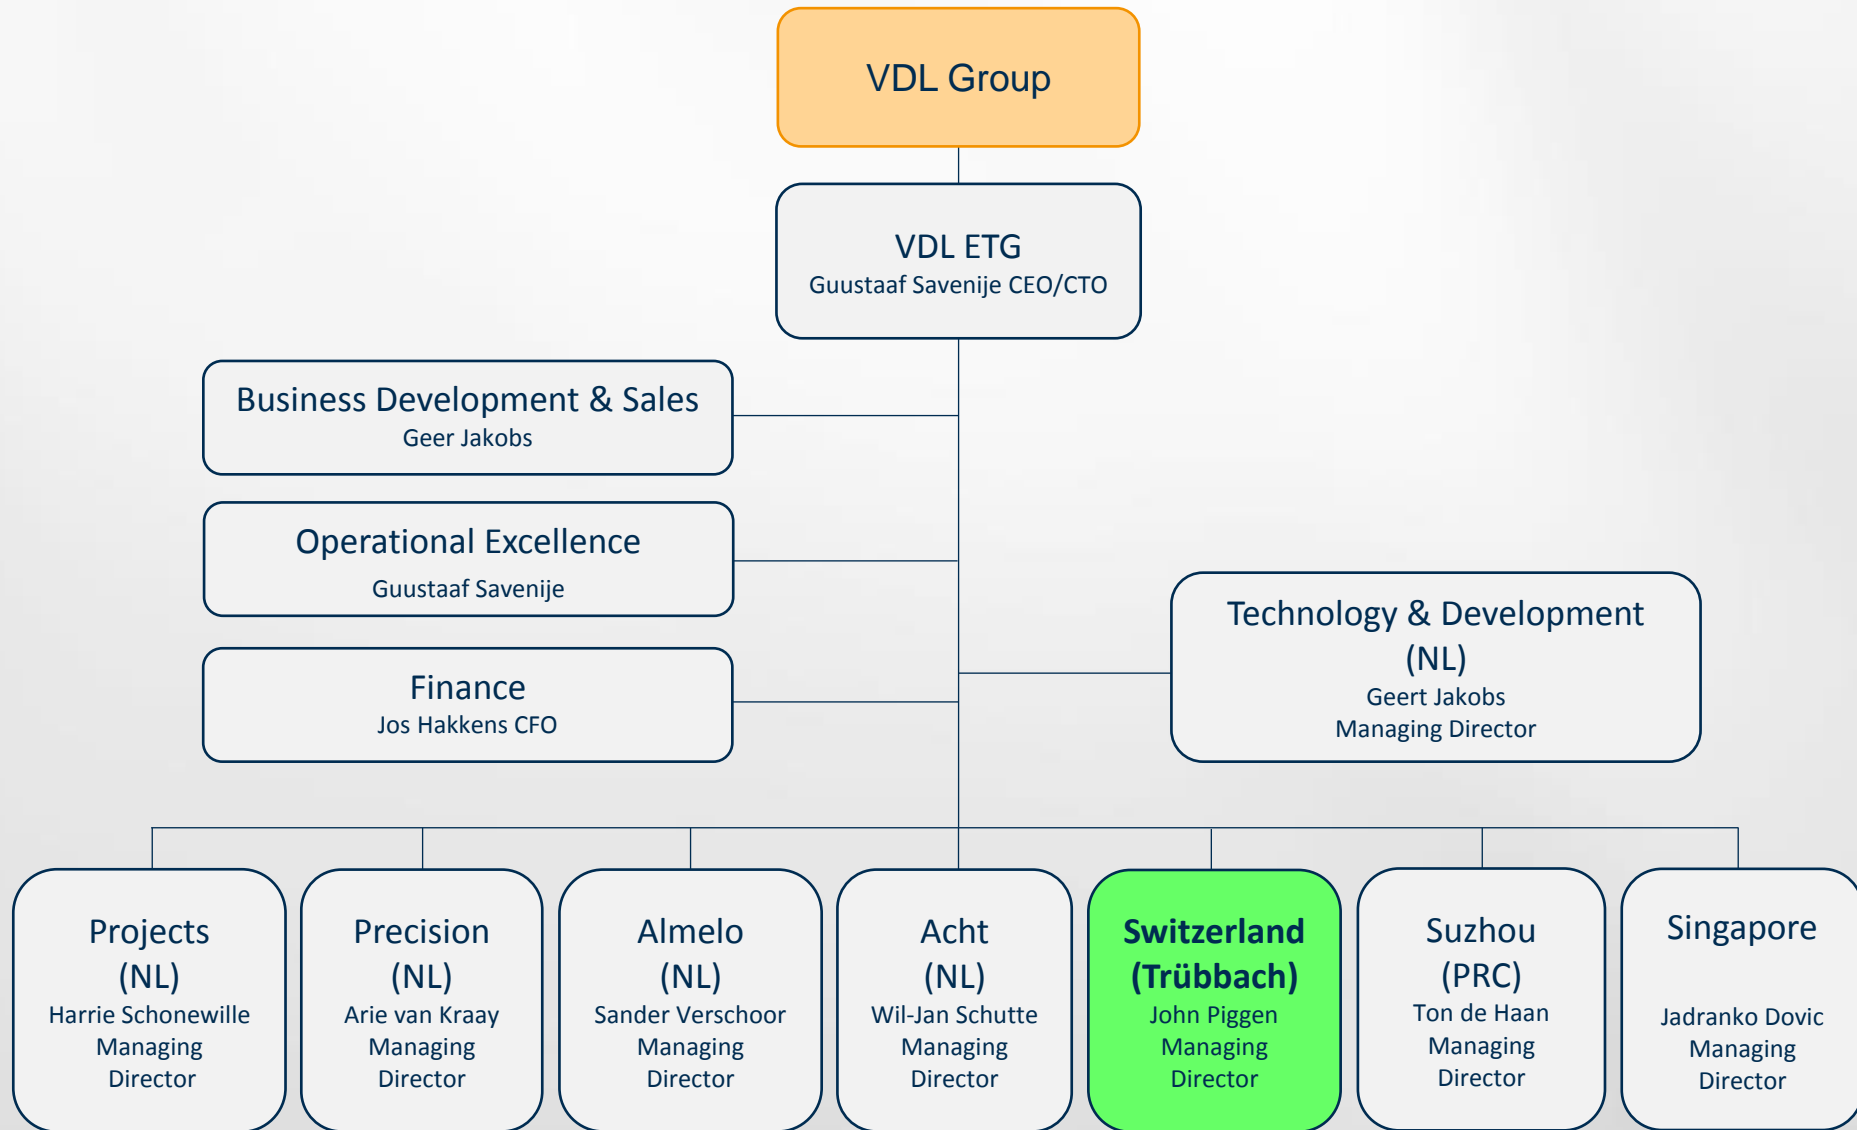 VDL Group
VDL ETG
Guustaaf Savenije CEO/CTO
Business Development & Sales
Geer Jakobs
Operational Excellence
Guustaaf Savenije
Finance
Jos Hakkens CFO
Technology & Development
(NL)
Geert Jakobs
Managing Director
Projects
(NL)
Harrie Schonewille
Managing
Director
Precision
(NL)
Arie van Kraay
Managing
Director
Almelo
(NL)
Sander Verschoor
Managing
Director
Acht
(NL)
Wil-Jan Schutte
Managing
Director
Switzerland
(Trübbach)
John Piggen
Managing
Director
Suzhou
(PRC)
Ton de Haan
Managing
Director
Singapore
Jadranko Dovic
Managing
Director